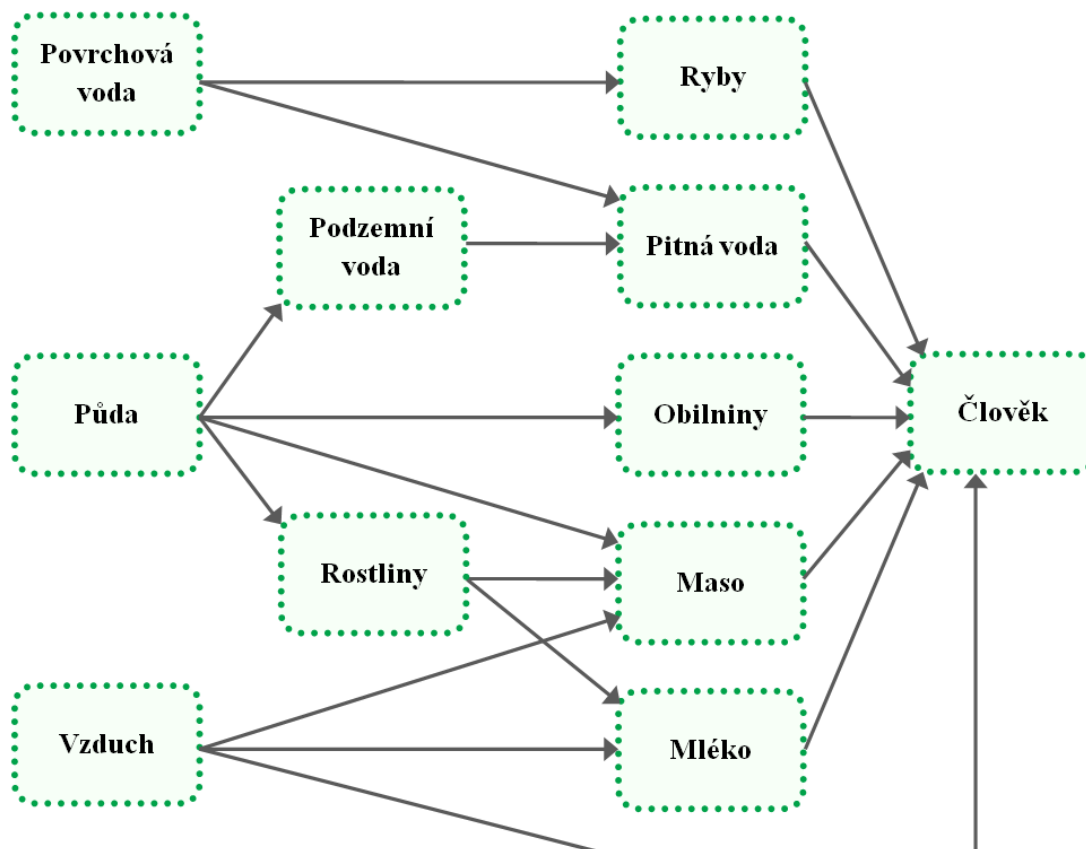 Povrchová
voda
Ryby
Podzemní
voda
Pitná voda
Půda
Obilniny
Člověk
Rostliny
Maso
Vzduch
Mléko